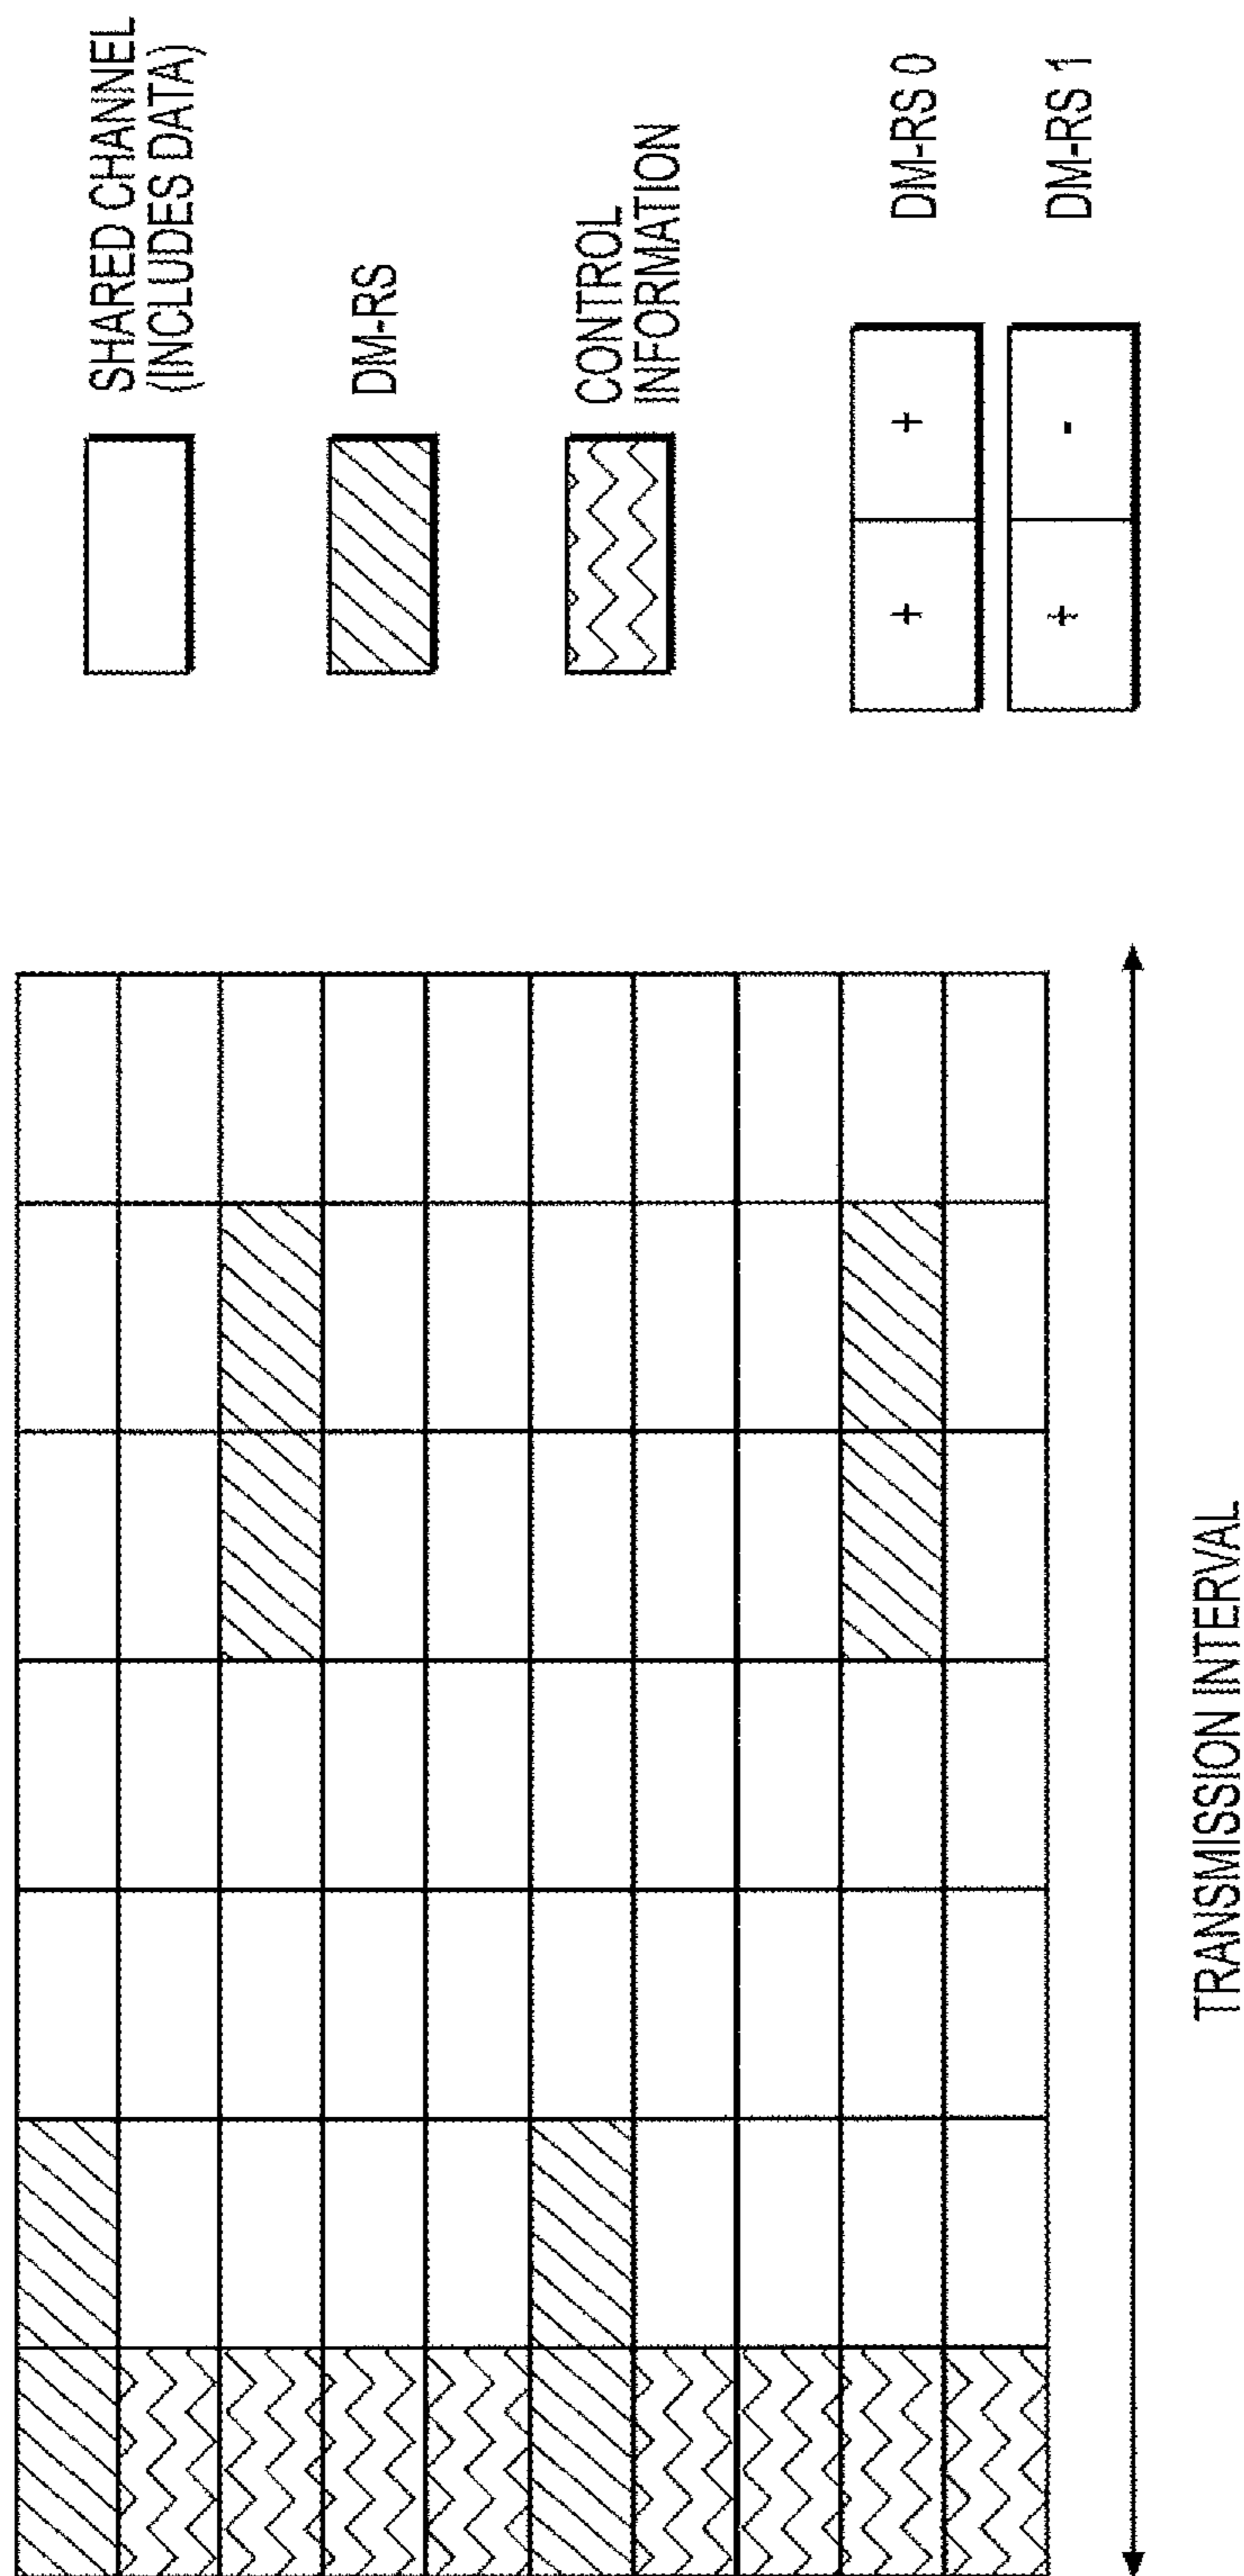 SHARED CHANNEL
(INCLUDES DATA)
DM-RS
CONTROL
INFORMATION
+ + DM-RS 0
+ - DM-RS 1
TRANSMISSION INTERVAL